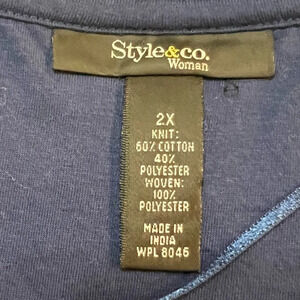 Style&co.
Woman
2X
KNIT:
60% COTTON
40%
POLYESTER
WOVEN:
100%
POLYESTER
MADE IN
INDIA
WPL 8046